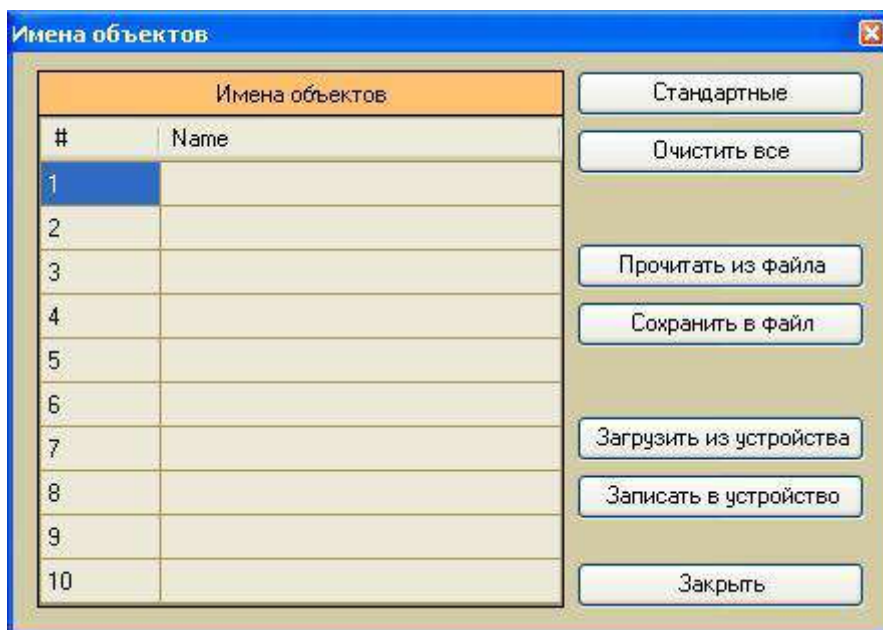 Имена объектов
Имена объектов
# Name
1
2
3
4
5
6
7
8
9
10
Стандартные
Очистить все
Прочитать из файла
Сохранить в файл
Загрузить из устройства
Записать в устройство
Закрыть